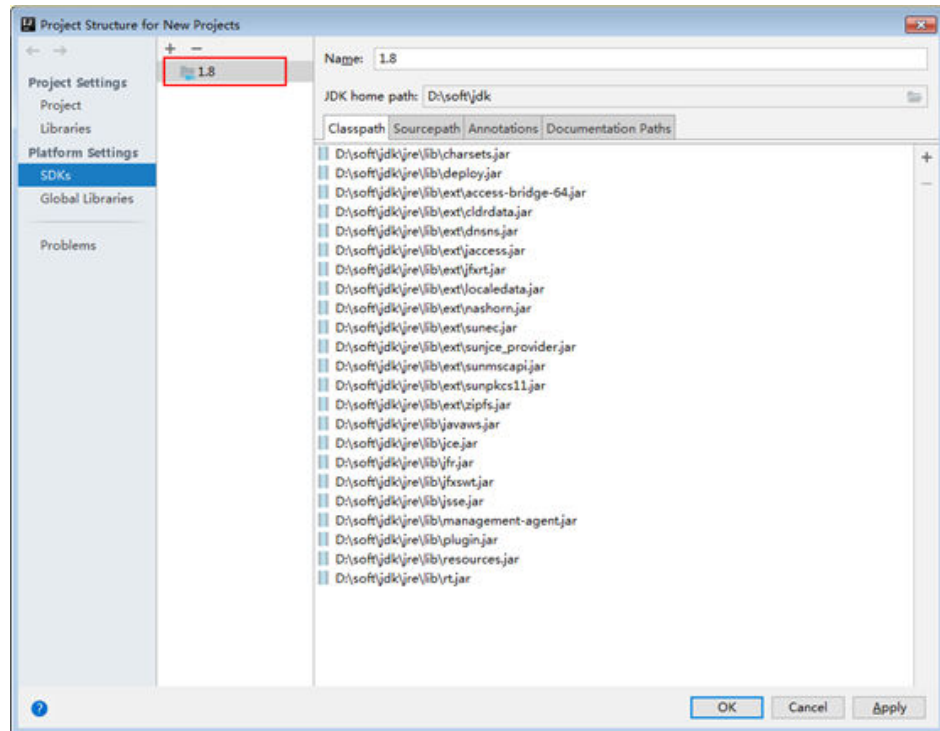 Project Structure for New Projects
Project Settings
Project
Libraries
Platform Settings
SDKs
Global Libraries
Problems
1.8
Name: 1.8
JDK home path: D:\soft\jdk
Classpath Sourcepath Annotations Documentation Paths
D:\soft\jdk\jre\lib\charsets.jar
D:\soft\jdk\jre\lib\deploy.jar
D:\soft\jdk\jre\lib\ext\access-bridge-64.jar
D:\soft\jdk\jre\lib\ext\cldrdata.jar
D:\soft\jdk\jre\lib\ext\dnsns.jar
D:\soft\jdk\jre\lib\ext\jaccess.jar
D:\soft\jdk\jre\lib\ext\jfxrt.jar
D:\soft\jdk\jre\lib\ext\localedata.jar
D:\soft\jdk\jre\lib\ext\nashorn.jar
D:\soft\jdk\jre\lib\ext\sunec.jar
D:\soft\jdk\jre\lib\ext\sunjce_provider.jar
D:\soft\jdk\jre\lib\ext\sunmscapi.jar
D:\soft\jdk\jre\lib\ext\sunpkcs11.jar
D:\soft\jdk\jre\lib\ext\zipfs.jar
D:\soft\jdk\jre\lib\javaws.jar
D:\soft\jdk\jre\lib\jce.jar
D:\soft\jdk\jre\lib\jfr.jar
D:\soft\jdk\jre\lib\jfxswt.jar
D:\soft\jdk\jre\lib\jsse.jar
D:\soft\jdk\jre\lib\management-agent.jar
D:\soft\jdk\jre\lib\plugin.jar
D:\soft\jdk\jre\lib\resources.jar
D:\soft\jdk\jre\lib\rt.jar
OK Cancel Apply